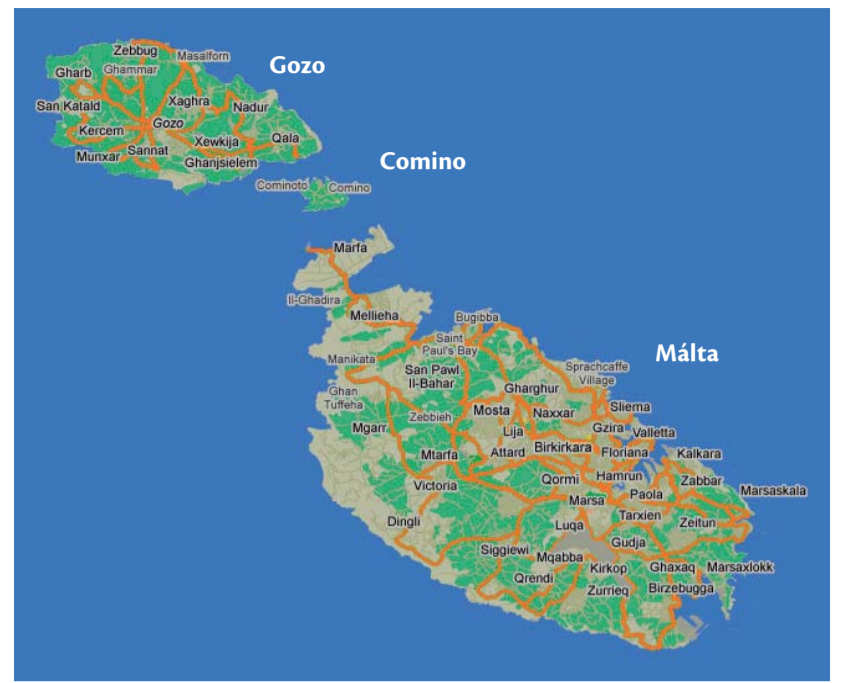 Gozo
Zebbug
Masalforn
Gharb
Ghammar
San Katald
Xaghra
Nadur
Kercem
Gozo
Xewkija
Qala
Munxar
Sannat
Ghanjsielem
Comino
Cominoto
Comino
Marfa
Il-Ghadira
Mellieha
Bugibba
Saint
Paul's Bay
Málta
Manikata
San Pawl
Il-Bahar
Sprachcaffe
Village
Ghan
Tuffeha
Gharghur
Zebbieh
Mosta
Naxxar
Sliema
Mgarr
Lija
Gzira
Valletta
Mtarfa
Attard
Birkirkara
Floriana
Kalkara
Victoria
Qormi
Hamrun
Zabbar
Marsa
Paola
Marsaskala
Dingli
Luqa
Tarxien
Zeitun
Siggiewi
Mqabba
Gudja
Qrendi
Kirkop
Ghaxaq
Marsaxlokk
Zurrieq
Birzebugga